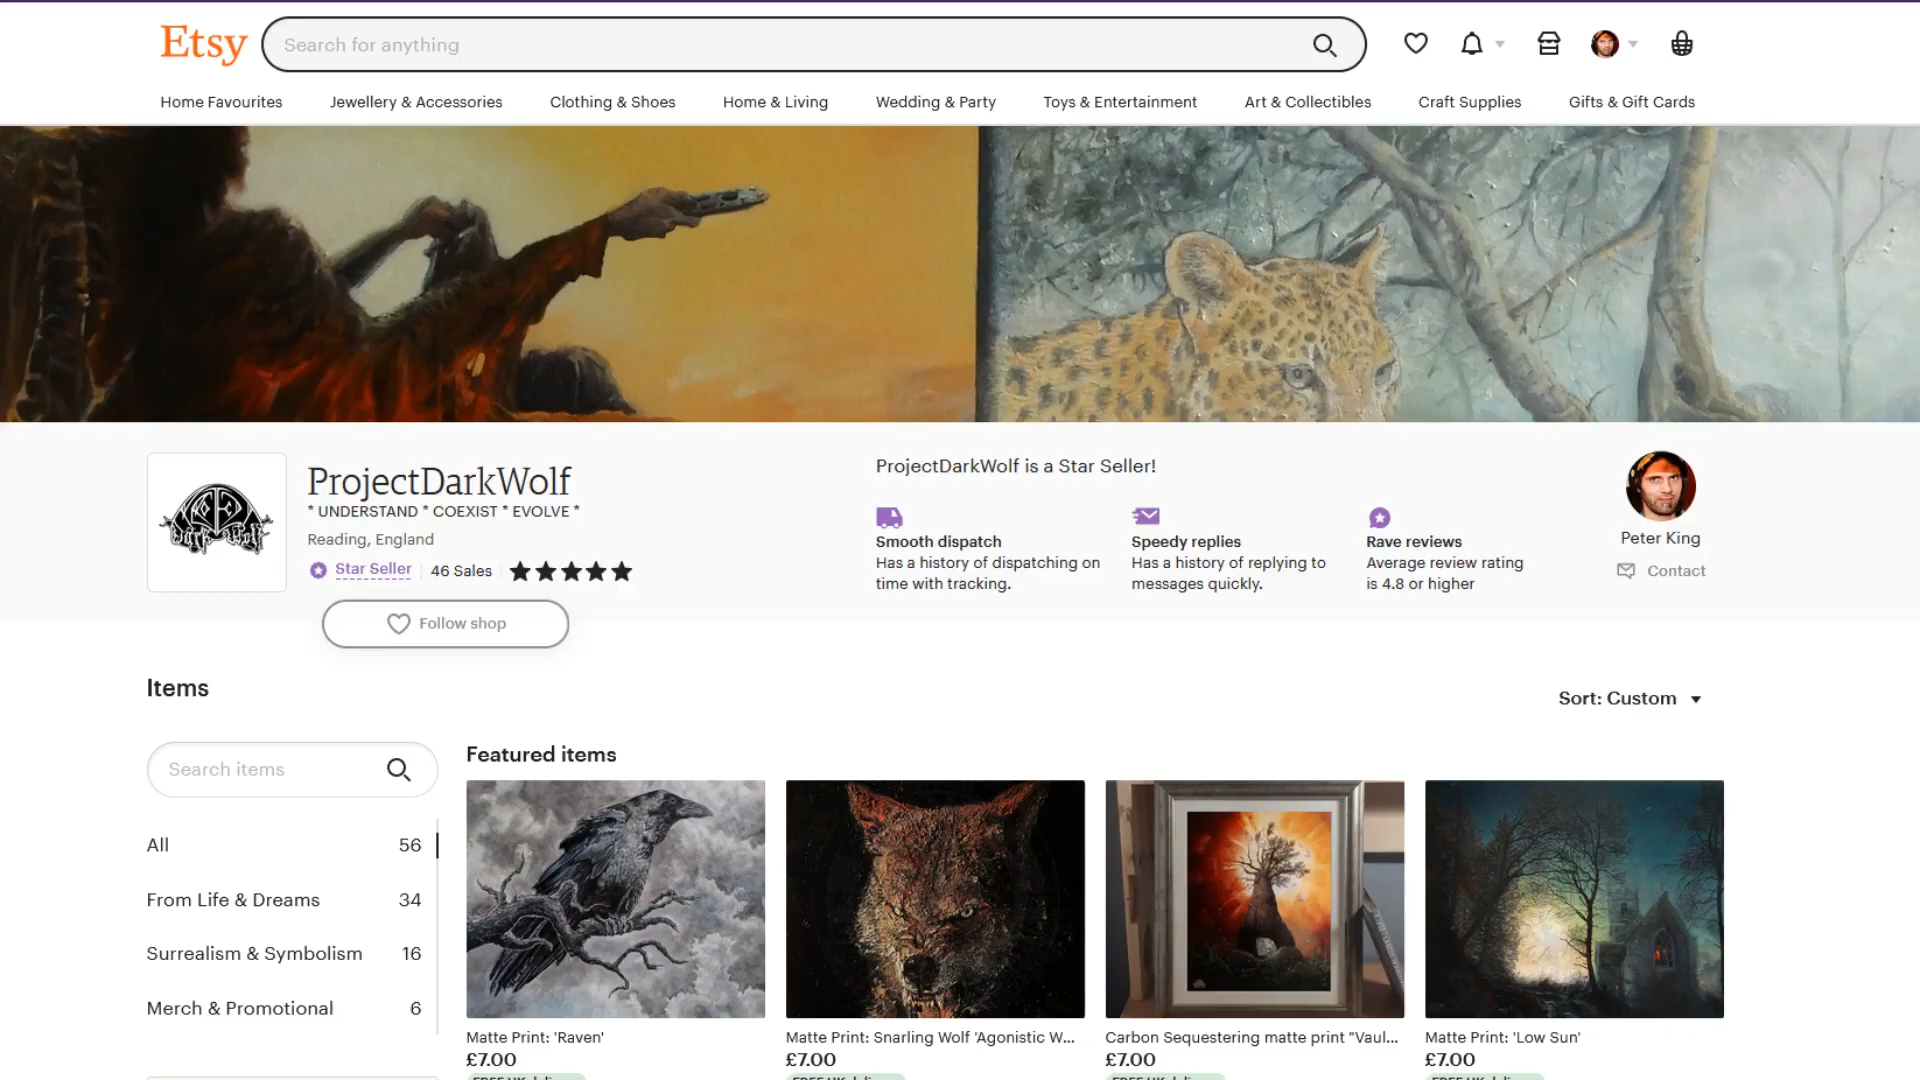 Etsy
Search for anything
Home Favourites
Jewellery & Accessories
Clothing & Shoes
Home & Living
Wedding & Party
Toys & Entertainment
Art & Collectibles
Craft Supplies
Gifts & Gift Cards
ProjectDarkWolf
* UNDERSTAND * COEXIST * EVOLVE *
Reading, England
Star Seller
46 Sales
Follow shop
ProjectDarkWolf is a Star Seller!
Smooth dispatch
Has a history of dispatching on
time with tracking.
Speedy replies
Has a history of replying to
messages quickly.
Rave reviews
Average review rating
is 4.8 or higher
Peter King
Contact
Items
Sort: Custom
Search items
All 56
From Life & Dreams 34
Surrealism & Symbolism 16
Merch & Promotional 6
Featured items
Matte Print: 'Raven'
£7.00
Matte Print: Snarling Wolf 'Agonistic W...
£7.00
Carbon Sequestering matte print "Vaul...
£7.00
Matte Print: 'Low Sun'
£7.00